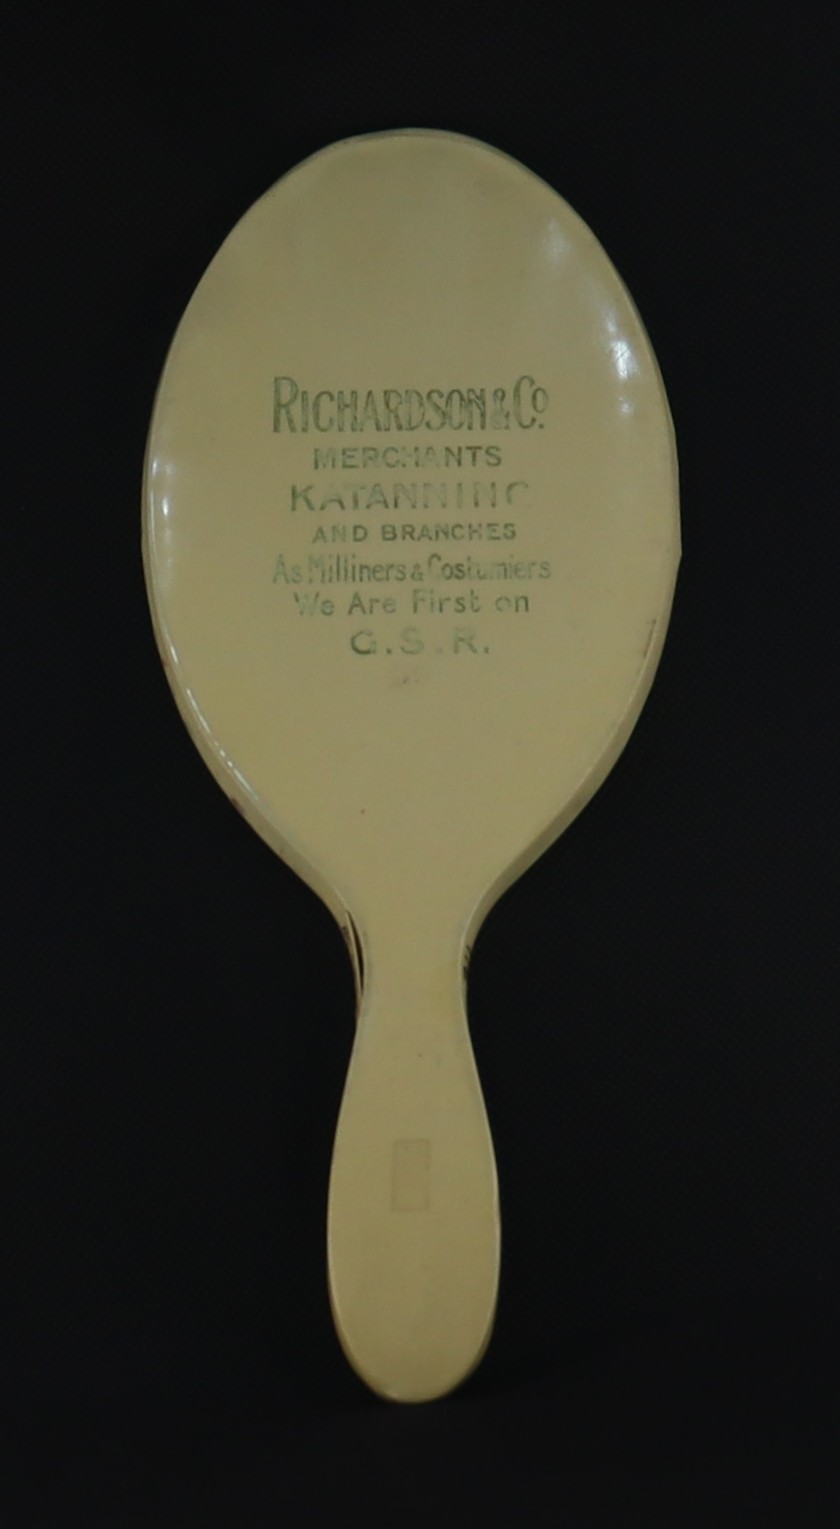 RICHARDSON & Co.
MERCHANTS
KATANNING
AND BRANCHES
As Milliners & Costumiers
We Are First on
G.S.R.